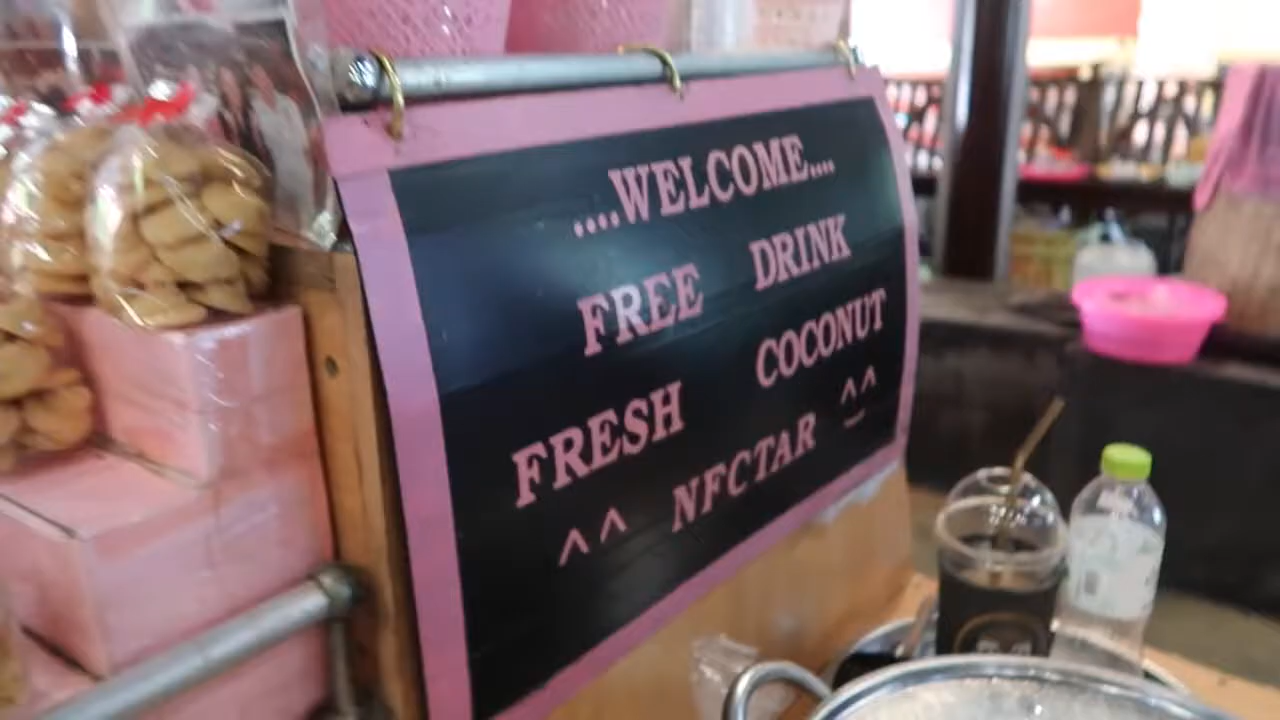 ....WELCOME....
FREE DRINK
FRESH COCONUT
^^ NFCTAR ^^